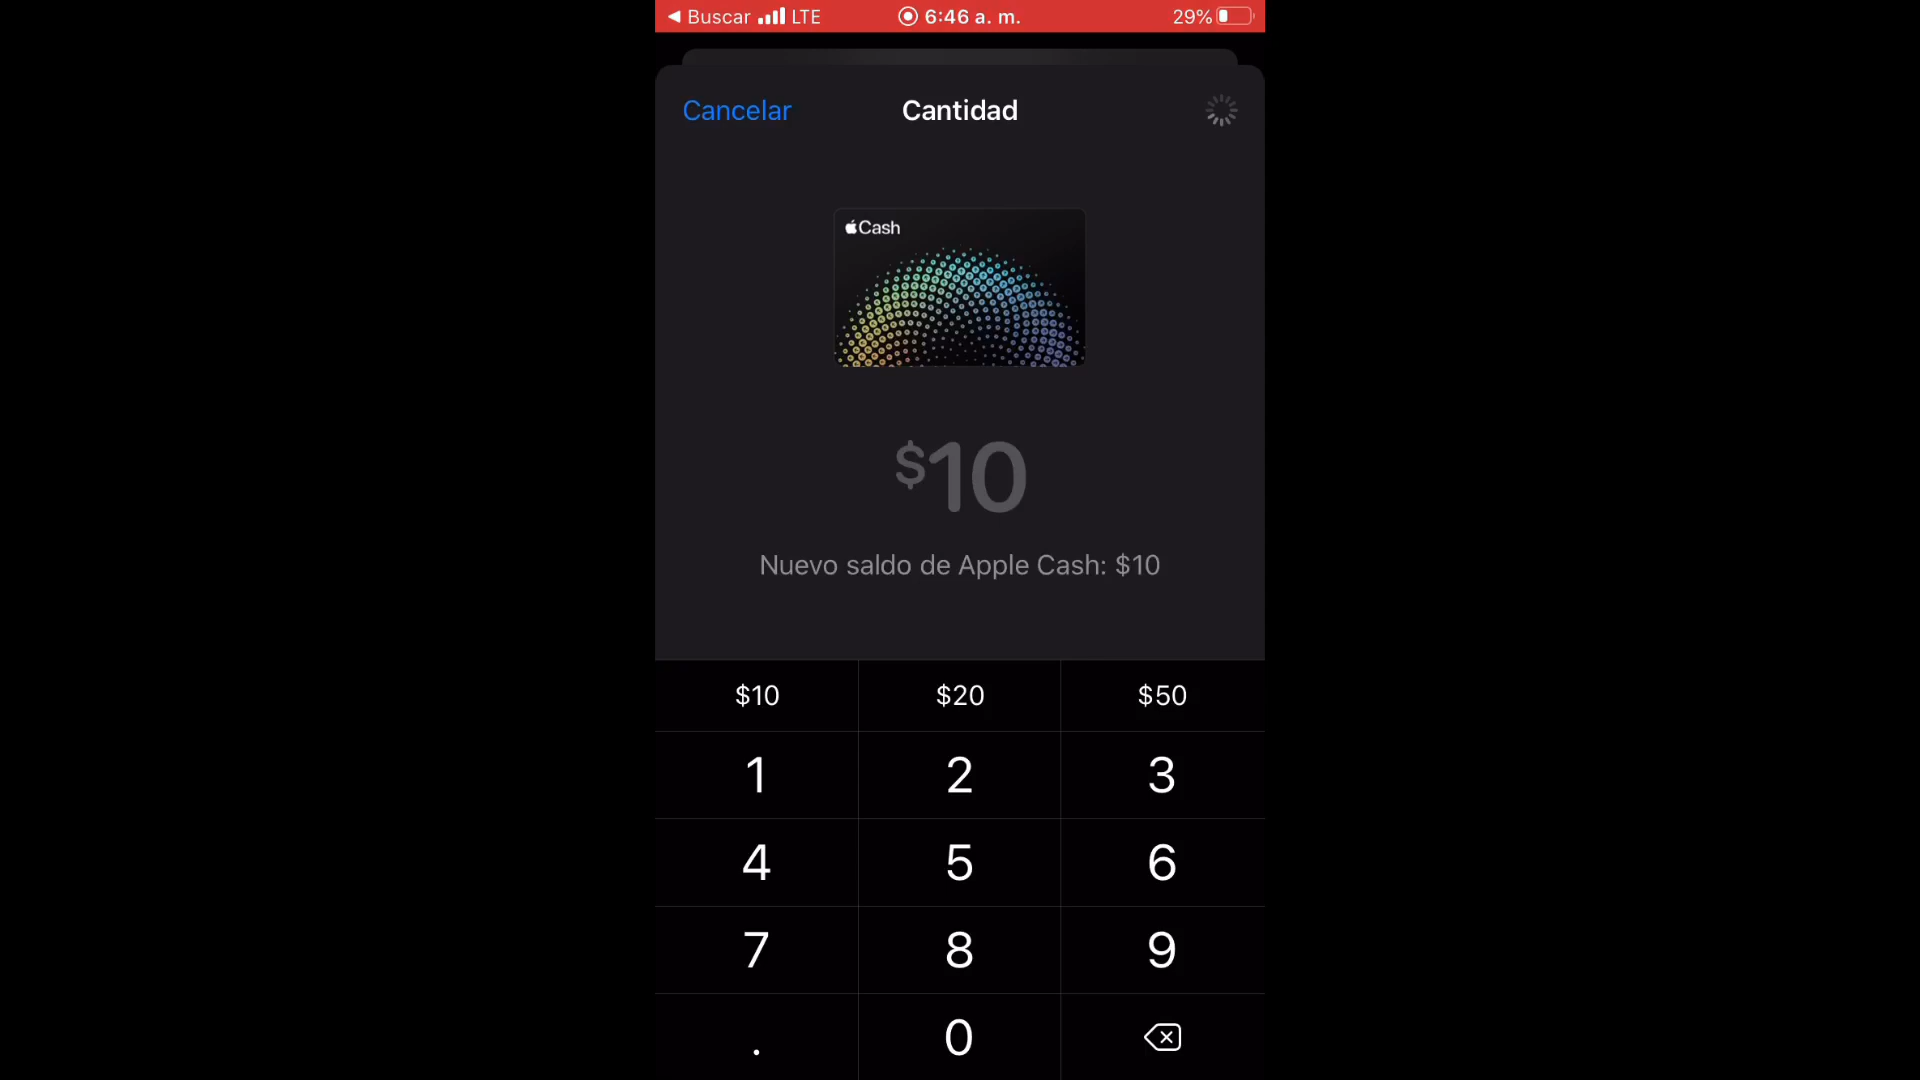 ◀ Buscar LTE 6:46 a. m. 29%
Cancelar Cantidad
Cash
$10
Nuevo saldo de Apple Cash: $10
$10 $20 $50
1 2 3
4 5 6
7 8 9
. 0